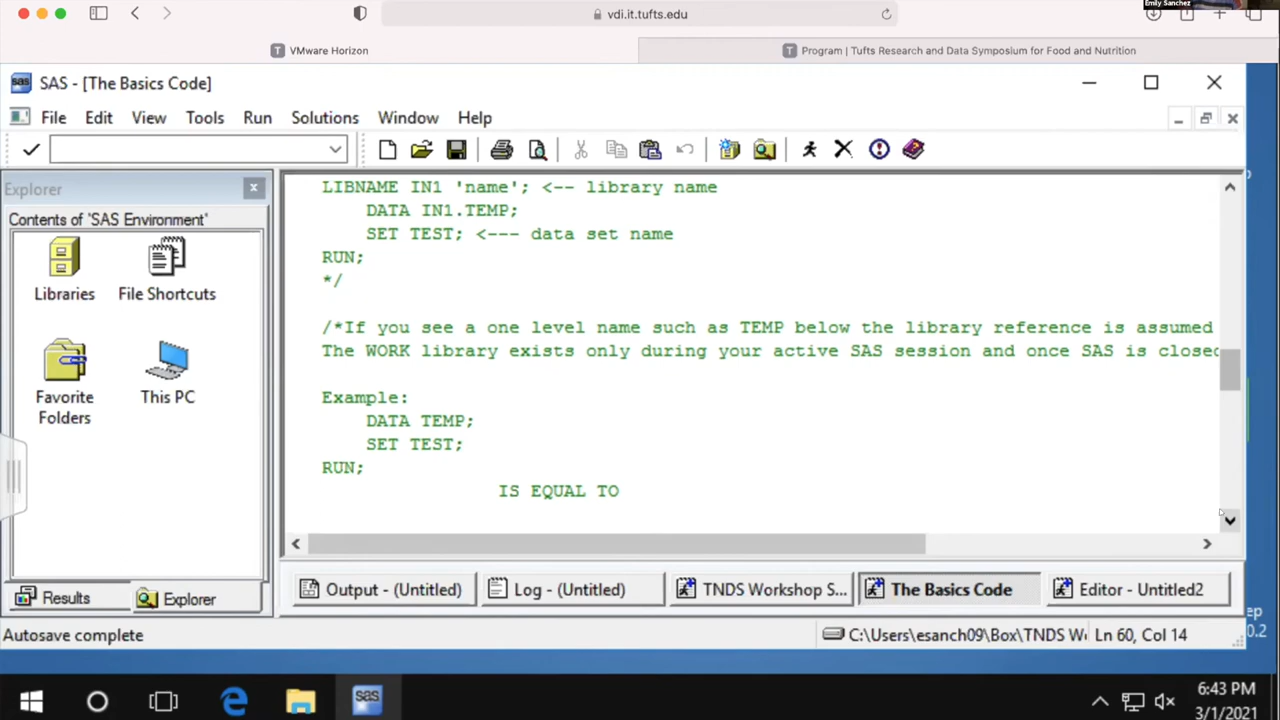 Emily Sanchez
vdi.it.tufts.edu
VMware Horizon
Program | Tufts Research and Data Symposium for Food and Nutrition
SAS - [The Basics Code]
File Edit View Tools Run Solutions Window Help
Explorer
Contents of 'SAS Environment'
Libraries
File Shortcuts
Favorite Folders
This PC
LIBNAME IN1 'name'; <-- library name
DATA IN1.TEMP;
SET TEST; <--- data set name
RUN;
*/
/*If you see a one level name such as TEMP below the library reference is assumed
The WORK library exists only during your active SAS session and once SAS is closed
Example:
DATA TEMP;
SET TEST;
RUN;
IS EQUAL TO
Results
Explorer
Output - (Untitled)
Log - (Untitled)
TNDS Workshop S...
The Basics Code
Editor - Untitled2
Autosave complete
C:\Users\esanch09\Box\TNDS W
Ln 60, Col 14
ep
0.2
sas
6:43 PM
3/1/2021